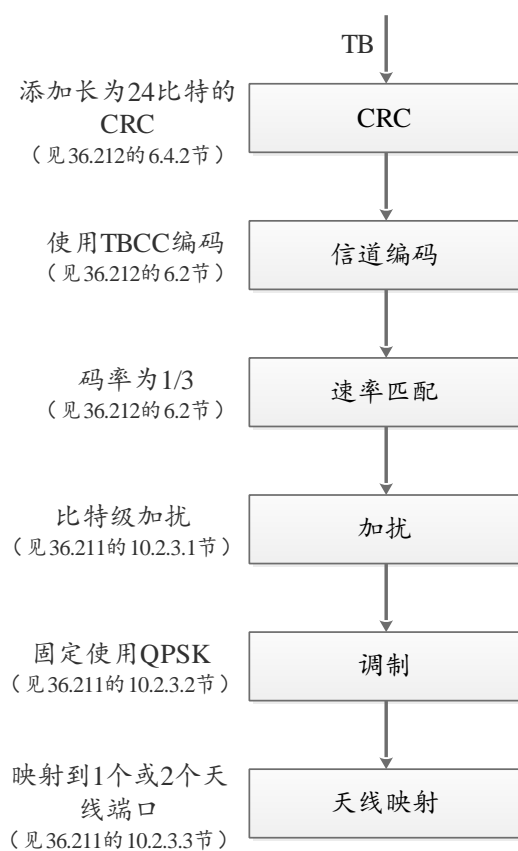 TB
添加长为24比特的
CRC
（见36.212的6.4.2节）
CRC
使用TBCC编码
（见36.212的6.2节）
信道编码
码率为1/3
（见36.212的6.2节）
速率匹配
比特级加扰
（见36.211的10.2.3.1节）
加扰
固定使用QPSK
（见36.211的10.2.3.2节）
调制
映射到1个或2个天
线端口
（见36.211的10.2.3.3节）
天线映射